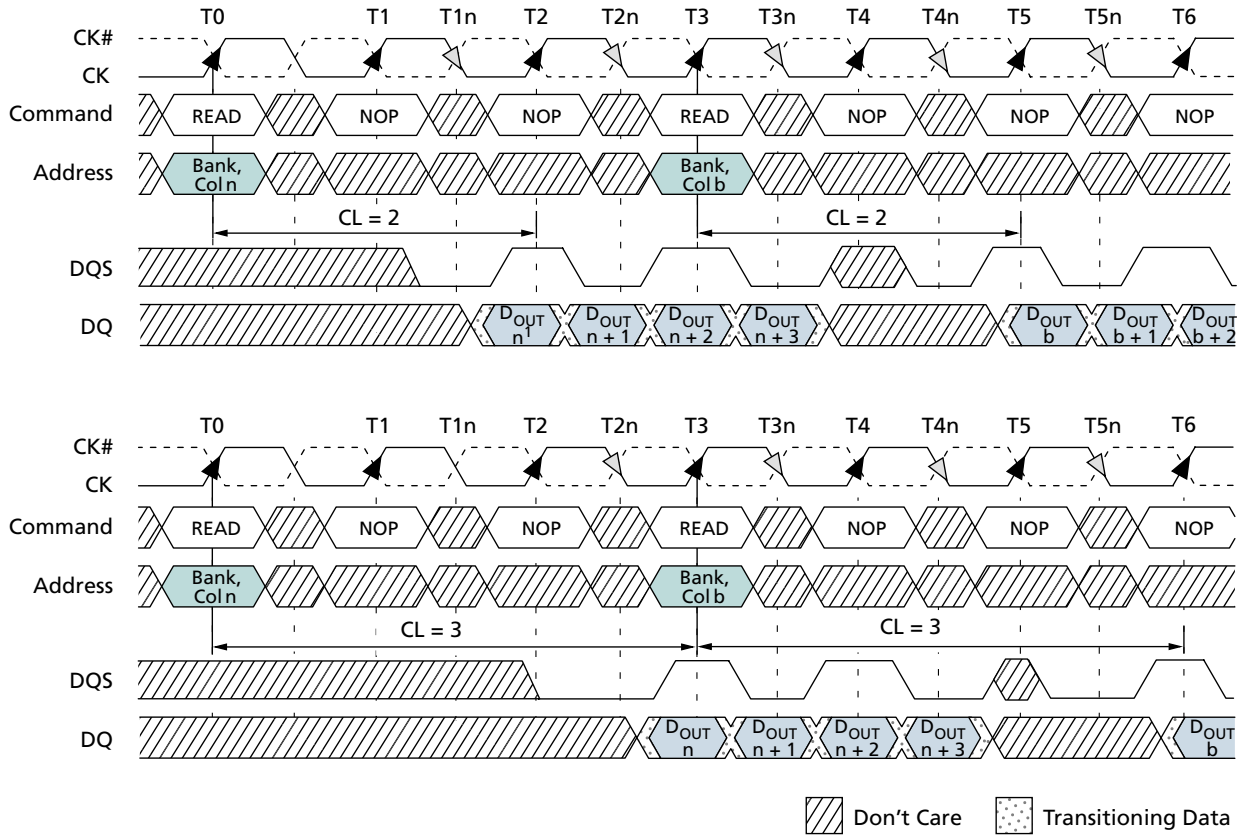 T0 T1 T1n T2 T2n T3 T3n T4 T4n T5 T5n T6
CK#
CK
Command READ NOP NOP READ NOP NOP NOP
Address Bank, Col n Bank, Col b
CL = 2 CL = 2
DQS
DQ DOUT n1 DOUT n + 1 DOUT n + 2 DOUT n + 3 DOUT b DOUT b + 1 DOUT b + 2
T0 T1 T1n T2 T2n T3 T3n T4 T4n T5 T5n T6
CK#
CK
Command READ NOP NOP READ NOP NOP NOP
Address Bank, Col n Bank, Col b
CL = 3 CL = 3
DQS
DQ DOUT n DOUT n + 1 DOUT n + 2 DOUT n + 3 DOUT b
Don't Care Transitioning Data